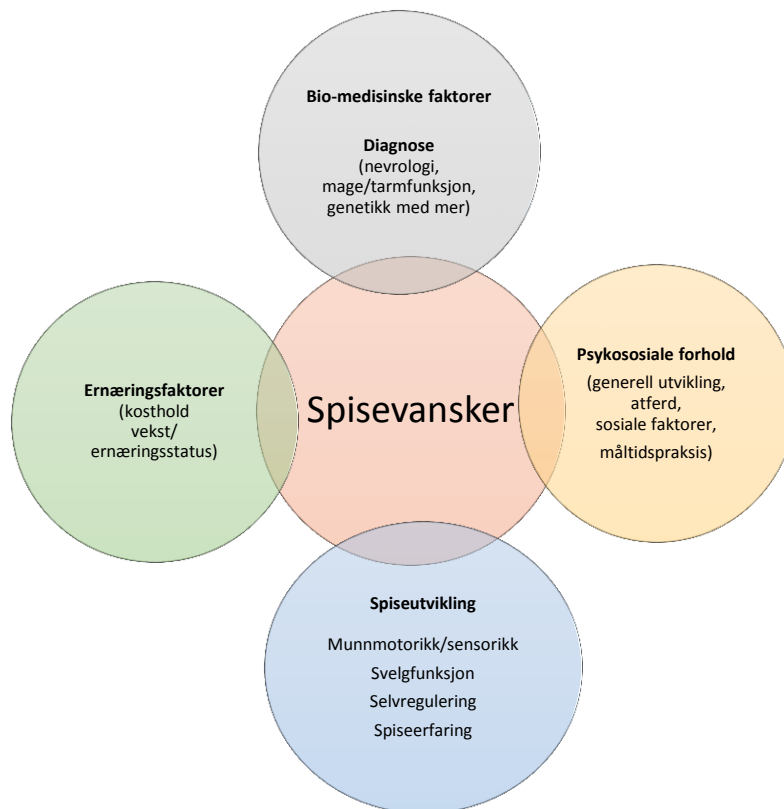 Bio-medisinske faktorer
Diagnose
(nevrologi,
mage/tarmfunksjon,
genetikk med mer)
Ernæringsfaktorer
(kosthold
vekst/
ernæringsstatus)
Spisevansker
Psykososiale forhold
(generell utvikling,
atferd,
sosiale faktorer,
måltidspraksis)
Spiseutvikling
Munnmotorikk/sensorikk
Svelgfunksjon
Selvregulering
Spiseerfaring